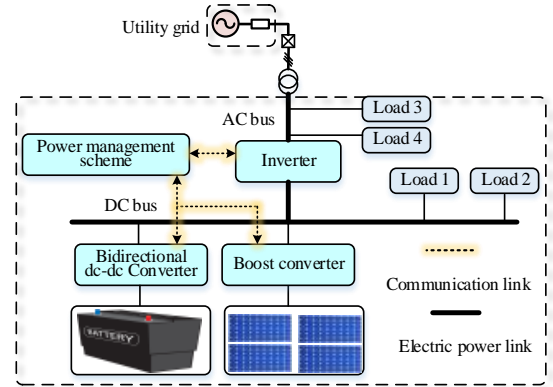 Utility grid
Load 3
AC bus
Load 4
Power management
scheme
Inverter
Load 1
Load 2
DC bus
Bidirectional
dc-dc Converter
Boost converter
Communication link
BATTERY
Electric power link